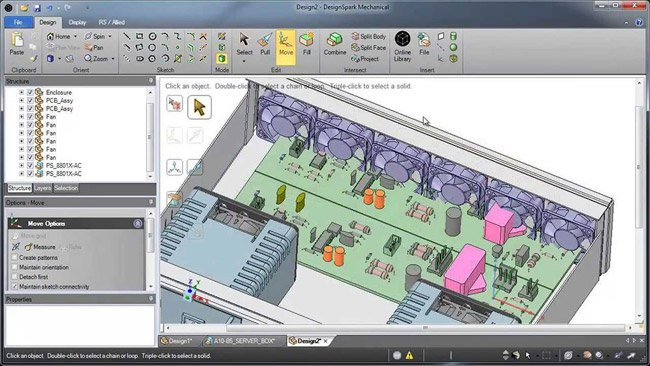 Design2 - DesignSpark Mechanical
File Design Display RS / Allied
Paste
Home Spin
Plan View Pan
Orient Zoom
Select Pull Move Fill
Combine
Split Body
Split Face
Project
Online Library
File
Clipboard Orient Sketch Edit Intersect Insert
Structure
Enclosure
PCB_Assy
PCB_Assy
Fan
Fan
Fan
Fan
Fan
Fan
PS_8801X-AC
PS_8801X-AC
Structure Layers Selection
Options - Move
Move Options
Move grid
Measure Ruler
Create patterns
Maintain orientation
Detach first
Maintain sketch connectivity
Properties
Click an object. Double-click to select a chain or loop. Triple-click to select a solid.
Design1* A10-85_SERVER_BOX* Design2*
Click an object. Double-click to select a chain or loop. Triple-click to select a solid.